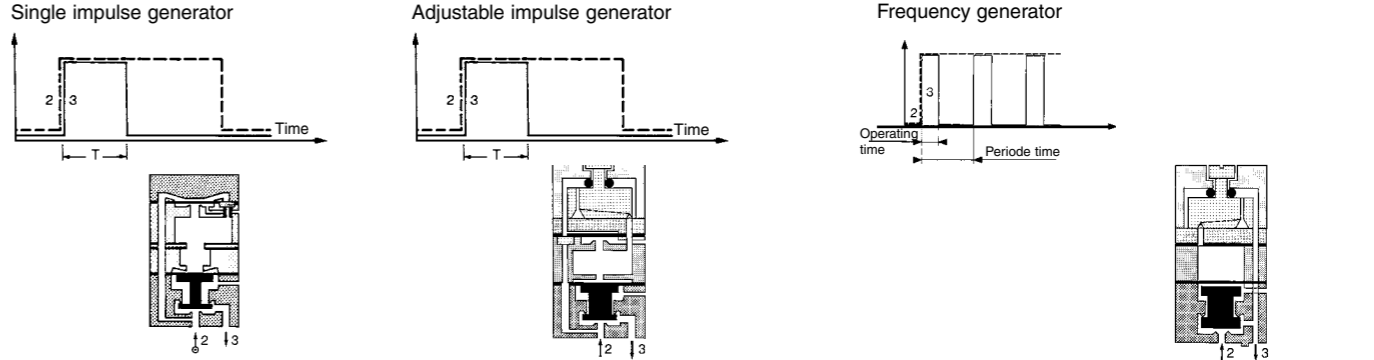 Single impulse generator
Adjustable impulse generator
Frequency generator
2 3
Time
T
2 3
Time
T
3
2
Operating
time
Periode time
2 3
2 3
2 3